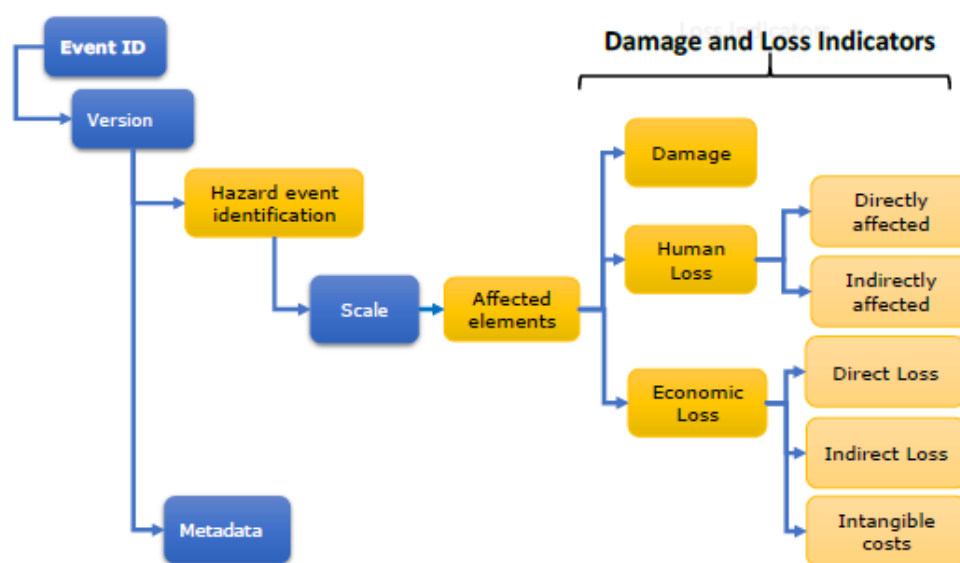 Event ID
Damage and Loss Indicators
Version
Damage
Hazard event
identification
Directly
affected
Human
Loss
Indirectly
affected
Scale
Affected
elements
Direct Loss
Economic
Loss
Indirect Loss
Metadata
Intangible
costs